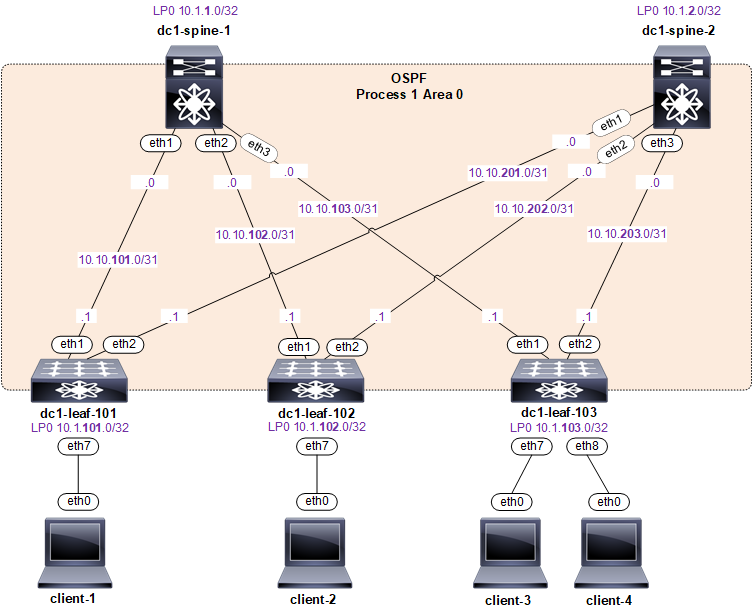 LP0 10.1.1.0/32
LP0 10.1.2.0/32
dc1-spine-1
dc1-spine-2
OSPF
Process 1 Area 0
eth1
eth2
eth3
eth1
eth2
eth3
.0
.0
.0
.0
.0
.0
10.10.201.0/31
10.10.103.0/31
10.10.202.0/31
10.10.102.0/31
10.10.203.0/31
10.10.101.0/31
.1
.1
.1
.1
.1
.1
eth1
eth2
eth1
eth2
eth1
eth2
dc1-leaf-101
dc1-leaf-102
dc1-leaf-103
LP0 10.1.101.0/32
LP0 10.1.102.0/32
LP0 10.1.103.0/32
eth7
eth7
eth7
eth8
eth0
eth0
eth0
eth0
client-1
client-2
client-3
client-4